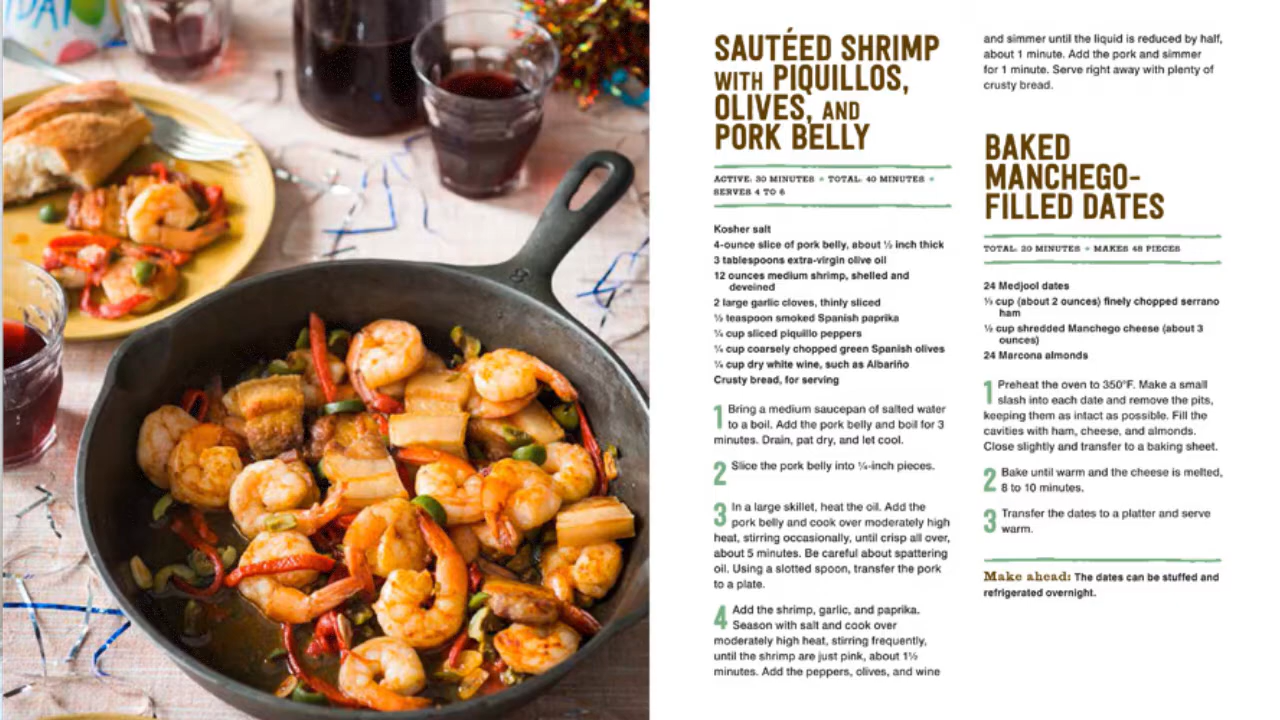 SAUTÉED SHRIMP
WITH PIQUILLOS,
OLIVES, AND
PORK BELLY
ACTIVE: 30 MINUTES + TOTAL: 40 MINUTES +
SERVES 4 TO 6
Kosher salt
4-ounce slice of pork belly, about ½ inch thick
3 tablespoons extra-virgin olive oil
12 ounces medium shrimp, shelled and
deveined
2 large garlic cloves, thinly sliced
½ teaspoon smoked Spanish paprika
¼ cup sliced piquillo peppers
¼ cup coarsely chopped green Spanish olives
¼ cup dry white wine, such as Albariño
Crusty bread, for serving
1 Bring a medium saucepan of salted water
to a boil. Add the pork belly and boil for 3
minutes. Drain, pat dry, and let cool.
2 Slice the pork belly into ¼-inch pieces.
3 In a large skillet, heat the oil. Add the
pork belly and cook over moderately high
heat, stirring occasionally, until crisp all over,
about 5 minutes. Be careful about spattering
oil. Using a slotted spoon, transfer the pork
to a plate.
4 Add the shrimp, garlic, and paprika.
Season with salt and cook over
moderately high heat, stirring frequently,
until the shrimp are just pink, about 1½
minutes. Add the peppers, olives, and wine
and simmer until the liquid is reduced by half,
about 1 minute. Add the pork and simmer
for 1 minute. Serve right away with plenty of
crusty bread.
BAKED
MANCHEGO-
FILLED DATES
TOTAL: 20 MINUTES + MAKES 48 PIECES
24 Medjool dates
cup (about 2 ounces) finely chopped serrano
ham
½ cup shredded Manchego cheese (about 3
ounces)
24 Marcona almonds
1 Preheat the oven to 350°F. Make a small
slash into each date and remove the pits,
keeping them as intact as possible. Fill the
cavities with ham, cheese, and almonds.
Close slightly and transfer to a baking sheet.
2 Bake until warm and the cheese is melted,
8 to 10 minutes.
3 Transfer the dates to a platter and serve
warm.
Make ahead: The dates can be stuffed and
refrigerated overnight.